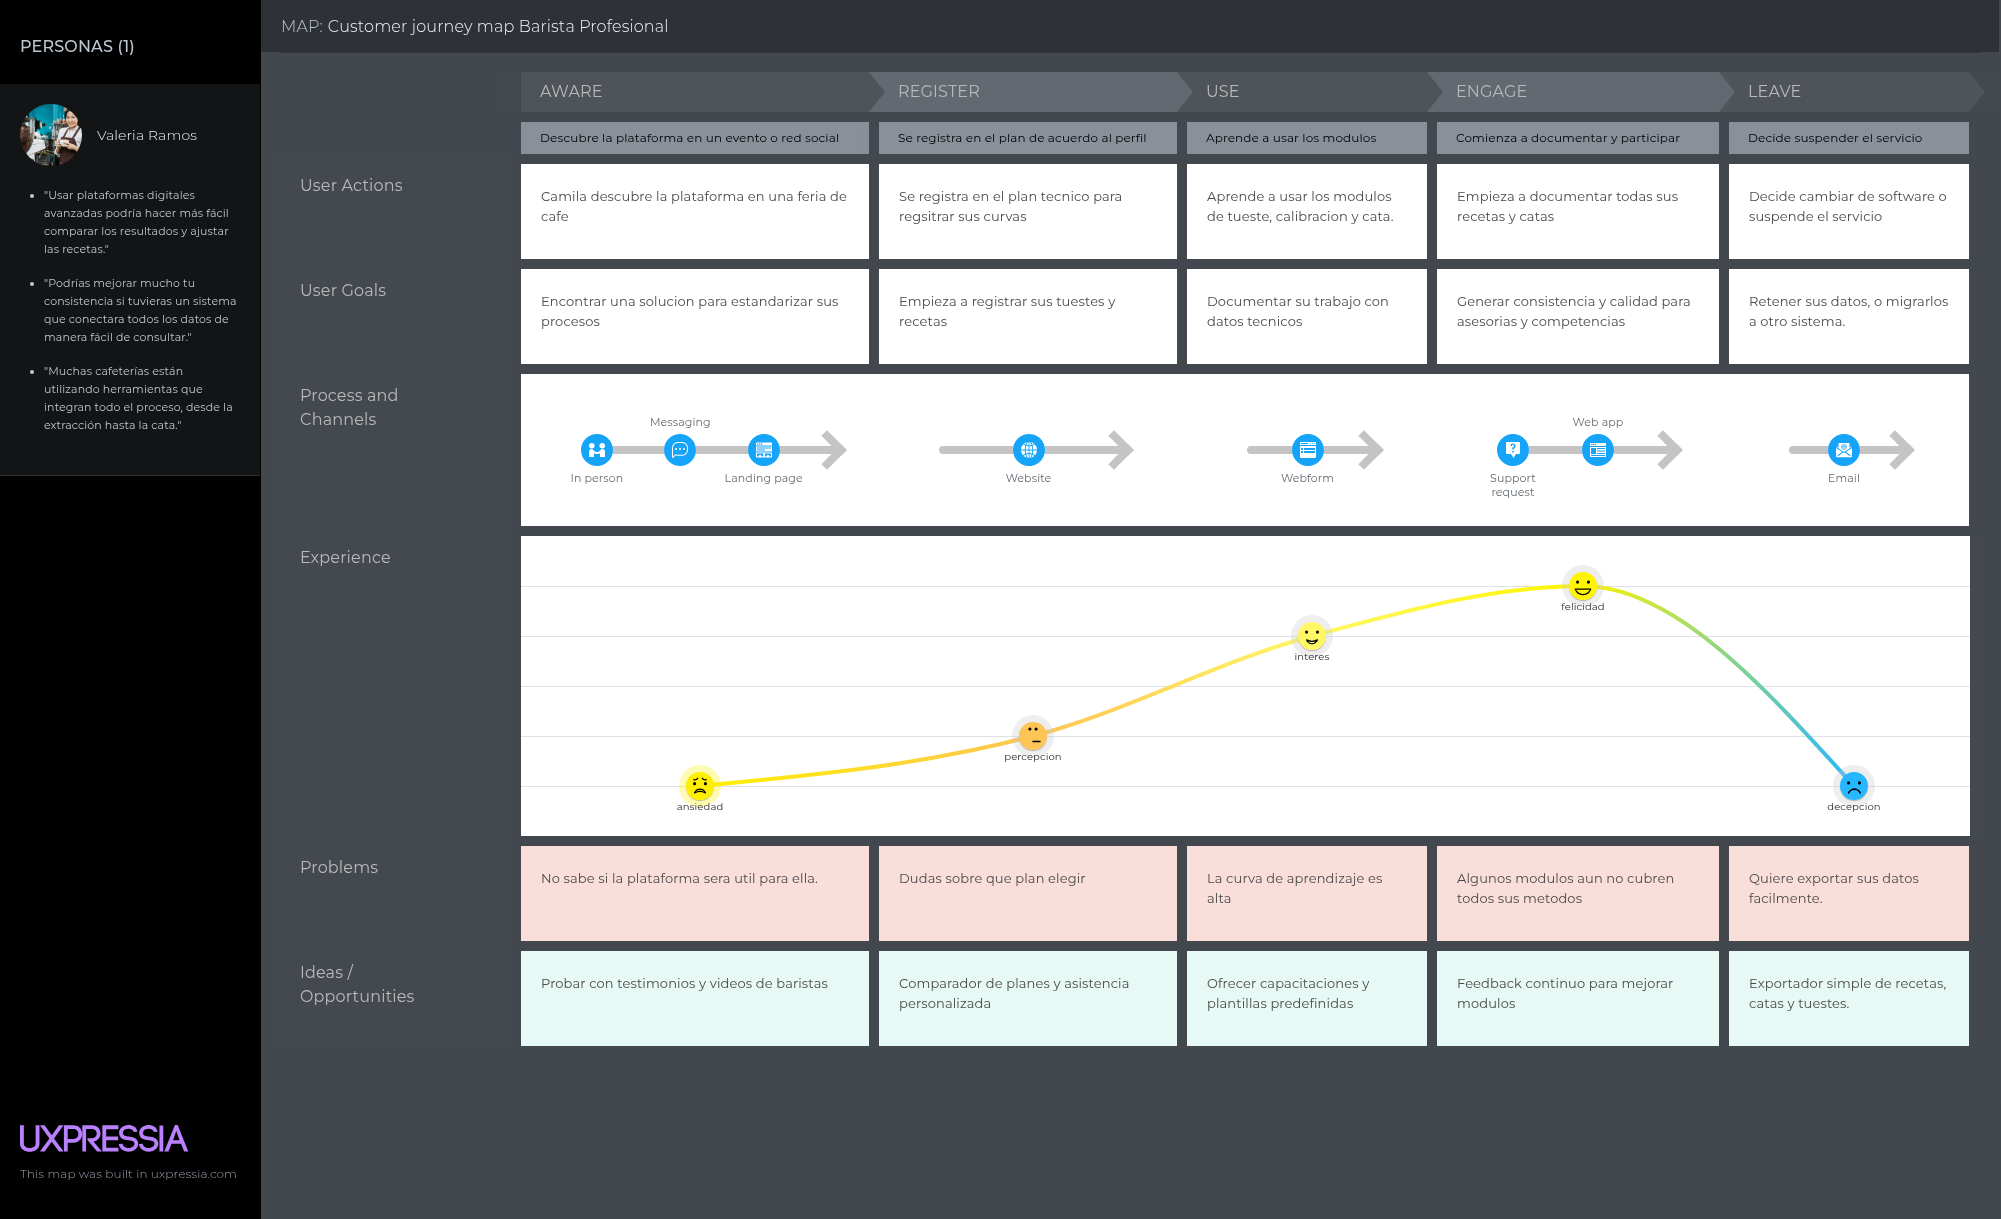 PERSONAS (1)
Valeria Ramos
"Usar plataformas digitales
avanzadas podría hacer más fácil
comparar los resultados y ajustar
las recetas."
"Podrías mejorar mucho tu
consistencia si tuvieras un sistema
que conectara todos los datos de
manera fácil de consultar."
"Muchas cafeterías están
utilizando herramientas que
integran todo el proceso, desde la
extracción hasta la cata."
UXPRESSIA
This map was built in uxpressia.com
MAP: Customer journey map Barista Profesional
AWARE
REGISTER
USE
ENGAGE
LEAVE
Descubre la plataforma en un evento o red social
Se registra en el plan de acuerdo al perfil
Aprende a usar los modulos
Comienza a documentar y participar
Decide suspender el servicio
User Actions
Camila descubre la plataforma en una feria de
cafe
Se registra en el plan tecnico para
regsitrar sus curvas
Aprende a usar los modulos
de tueste, calibracion y cata.
Empieza a documentar todas sus
recetas y catas
Decide cambiar de software o
suspende el servicio
User Goals
Encontrar una solucion para estandarizar sus
procesos
Empieza a registrar sus tuestes y
recetas
Documentar su trabajo con
datos tecnicos
Generar consistencia y calidad para
asesorias y competencias
Retener sus datos, o migrarlos
a otro sistema.
Process and
Channels
In person
Messaging
Landing page
Website
Webform
Support
request
Web app
Email
Experience
ansiedad
percepcion
interes
felicidad
decepcion
Problems
No sabe si la plataforma sera util para ella.
Dudas sobre que plan elegir
La curva de aprendizaje es
alta
Algunos modulos aun no cubren
todos sus metodos
Quiere exportar sus datos
facilmente.
Ideas /
Opportunities
Probar con testimonios y videos de baristas
Comparador de planes y asistencia
personalizada
Ofrecer capacitaciones y
plantillas predefinidas
Feedback continuo para mejorar
modulos
Exportador simple de recetas,
catas y tuestes.